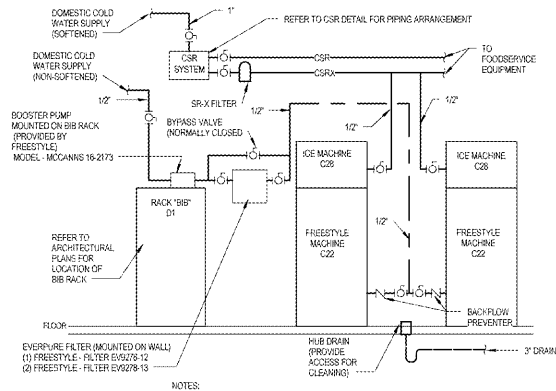 DOMESTIC COLD
WATER SUPPLY
(SOFTENED)
1"
REFER TO CSR DETAIL FOR PIPING ARRANGEMENT
DOMESTIC COLD
WATER SUPPLY
(NON-SOFTENED)
1/2"
CSR
SYSTEM
CSR
CSRX
TO
FOODSERVICE
EQUIPMENT
SR-X FILTER
1/2"
1/2"
1/2"
BOOSTER PUMP
MOUNTED ON BIB RACK
(PROVIDED BY
FREESTYLE)
MODEL - MCCANNS 16-2173
BYPASS VALVE
(NORMALLY CLOSED)
ICE MACHINE
C28
ICE MACHINE
C28
RACK "BIB"
D1
1/2"
REFER TO
ARCHITECTURAL
PLANS FOR
LOCATION OF
BIB RACK
FREESTYLE
MACHINE
C22
FREESTYLE
MACHINE
C22
BACKFLOW
PREVENTER
FLOOR
EVERPURE FILTER (MOUNTED ON WALL)
(1) FREESTYLE - FILTER EV9278-12
(2) FREESTYLE - FILTER EV9278-13
HUB DRAIN
(PROVIDE
ACCESS FOR
CLEANING)
3" DRAIN
NOTES: